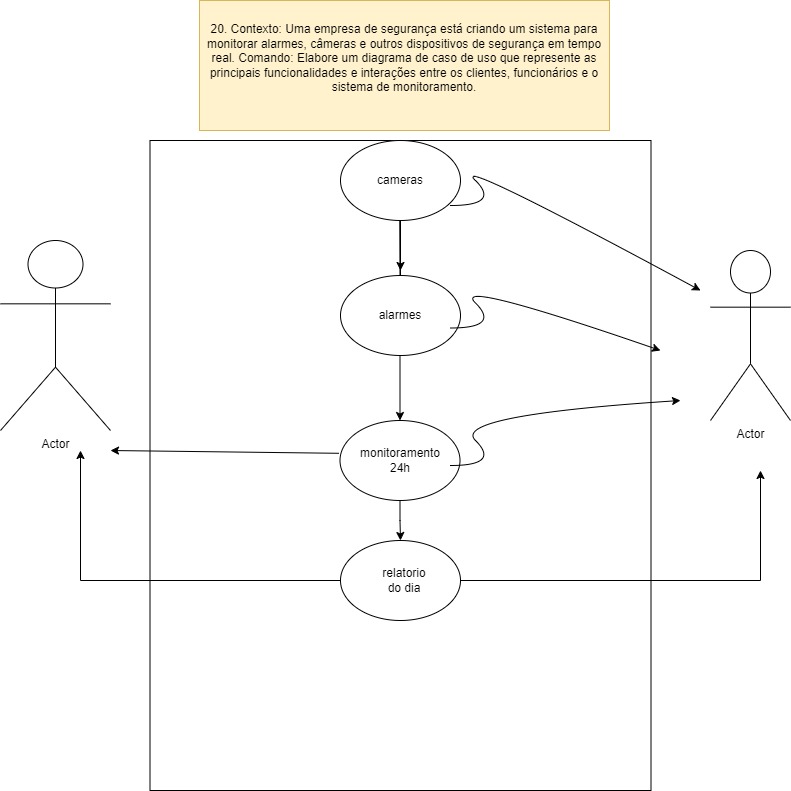 20. Contexto: Uma empresa de segurança está criando um sistema para
monitorar alarmes, câmeras e outros dispositivos de segurança em tempo
real. Comando: Elabore um diagrama de caso de uso que represente as
principais funcionalidades e interações entre os clientes, funcionários e o
sistema de monitoramento.
cameras
alarmes
Actor
Actor
monitoramento
24h
relatorio
do dia